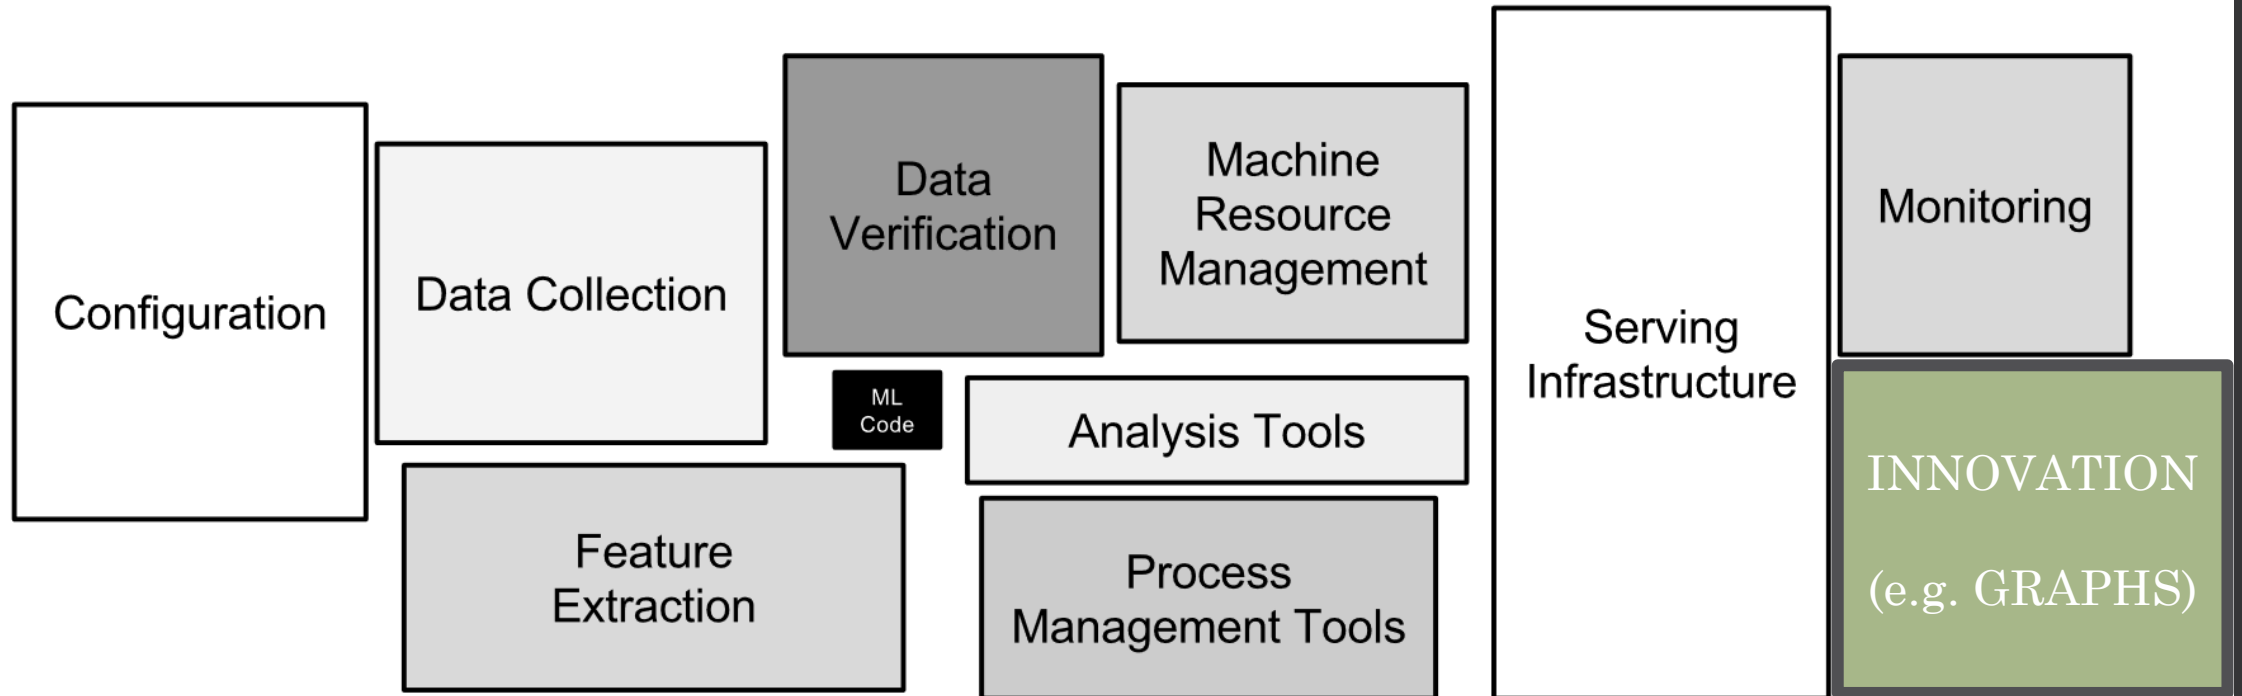 Configuration
Data Collection
Data
Verification
Machine
Resource
Management
Serving
Infrastructure
Monitoring
ML
Code
Analysis Tools
Feature
Extraction
Process
Management Tools
INNOVATION
(e.g. GRAPHS)